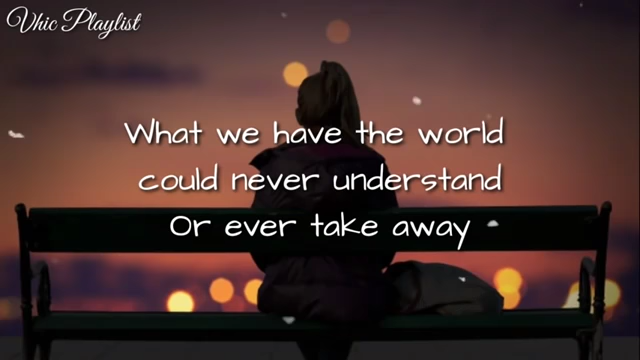 Vhic Playlist
What we have the world
could never understand
Or ever take away